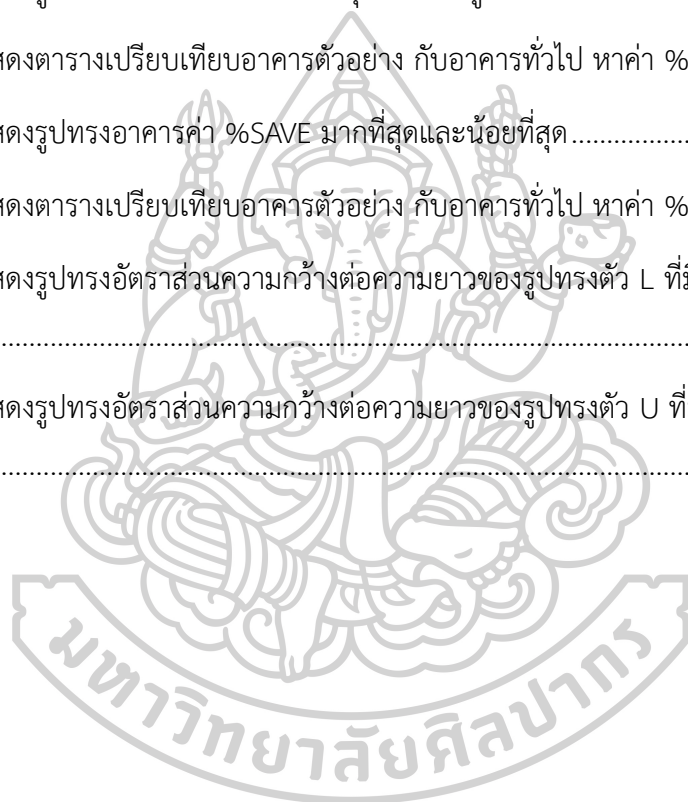 สดงตารางเปรียบเทียบอาคารตัวอย่าง กับอาคารทั่วไป หาค่า %
สดงรูปทรงอาคารค่า %SAVE มากที่สุดและน้อยที่สุด.................
สดงตารางเปรียบเทียบอาคารตัวอย่าง กับอาคารทั่วไป หาค่า %
สดงรูปทรงอัตราส่วนความกว้างต่อความยาวของรูปทรงตัว L ที่
สดงรูปทรงอัตราส่วนความกว้างต่อความยาวของรูปทรงตัว U ที่
มหาวิทยาลัยศิลปากร